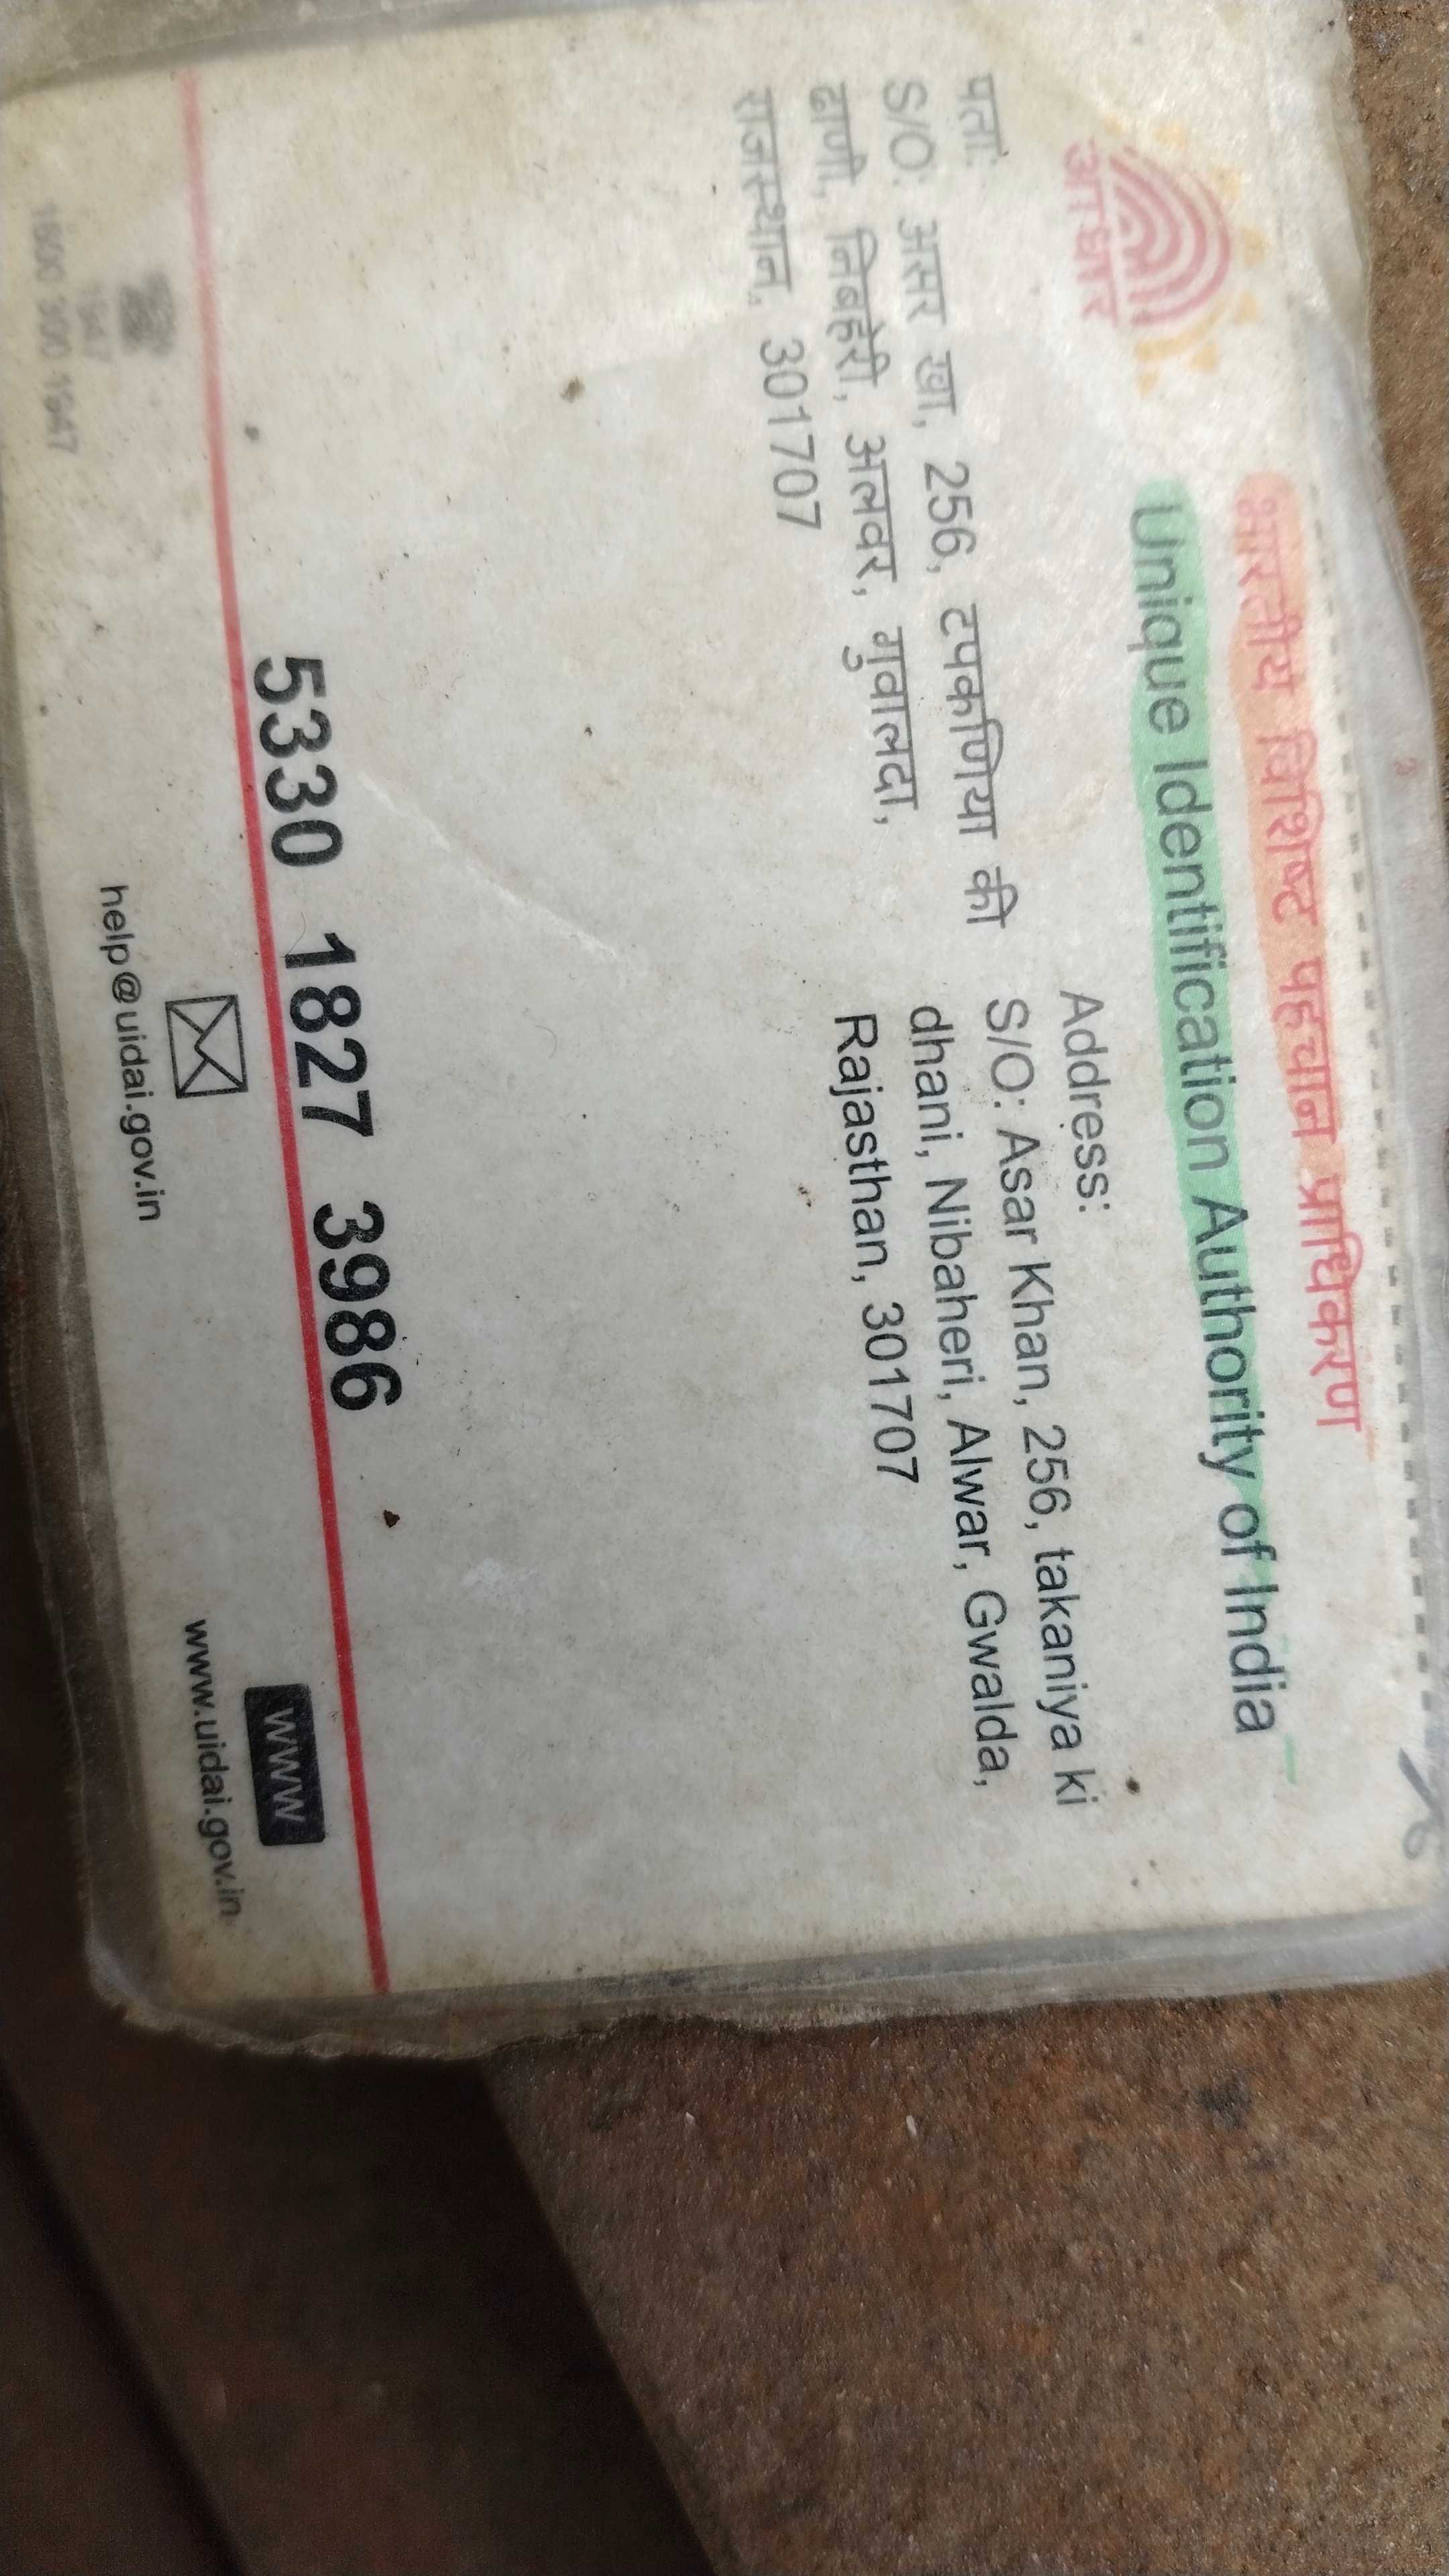 भारतीय विशिष्ट पहचान प्राधिकरण
Unique Identification Authority of India
आधार
पता:
S/O: असर खा, 256, टपकणिया की
ढाणी, निबहेरी, अलवर, गुवालदा,
राजस्थान, 301707
Address:
S/O: Asar Khan, 256, takaniya ki
dhani, Nibaheri, Alwar, Gwalda,
Rajasthan, 301707
5330 1827 3986
1947
1800 300 1947
help@uidai.gov.in
www
www.uidai.gov.in